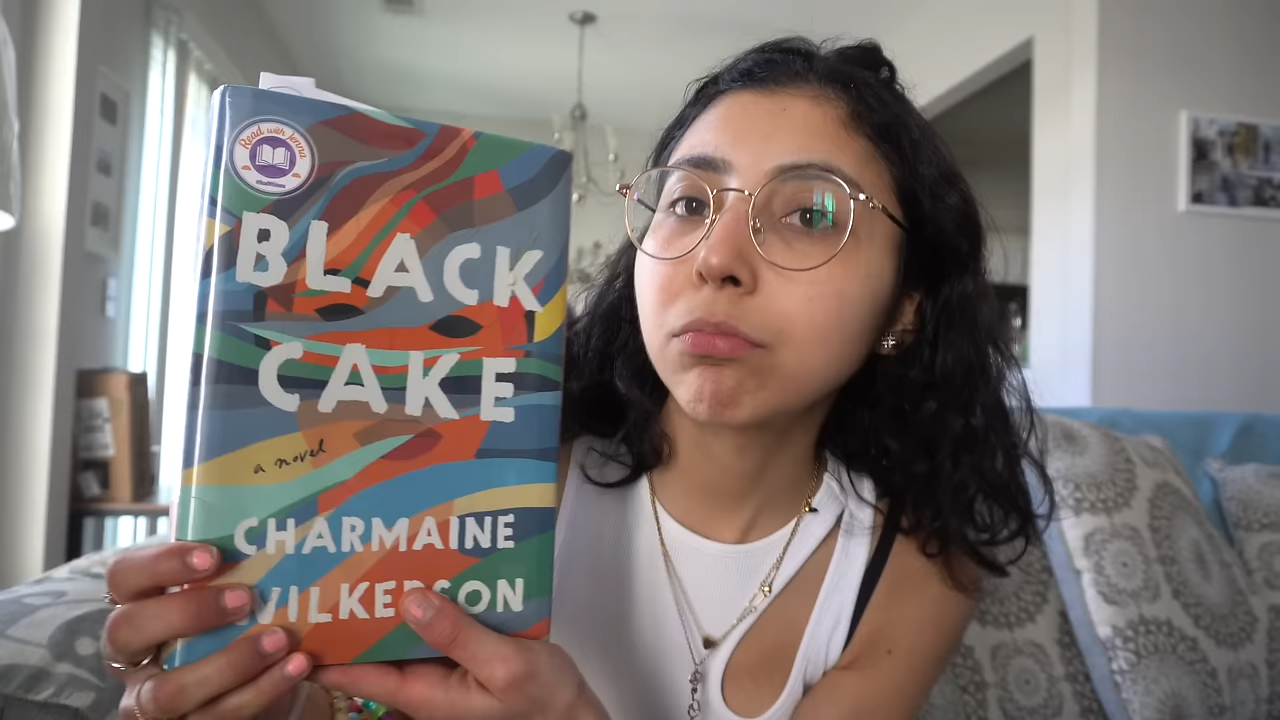 Read with Jenna
BLACK
CAKE
a novel
CHARMAINE
WILKERSON